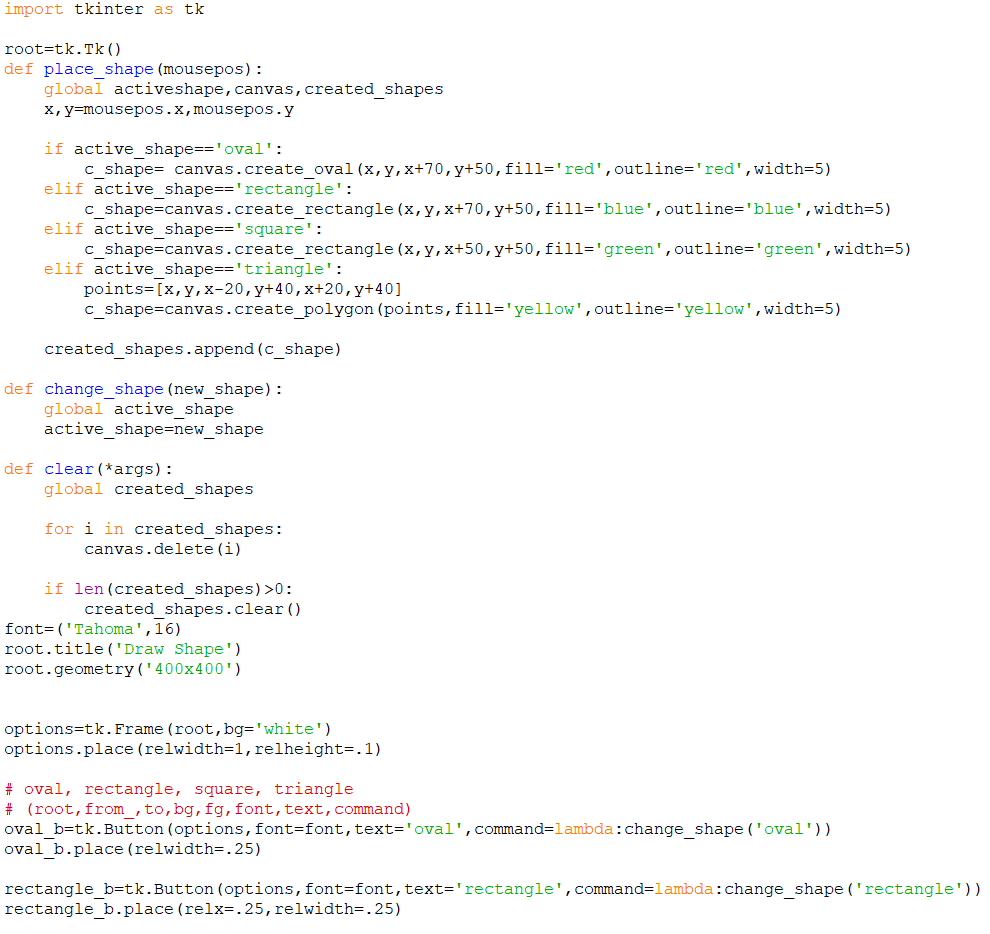 import tkinter as tk
root=tk.Tk()
def place_shape(mousepos):
    global activeshape,canvas,created_shapes
    x,y=mousepos.x,mousepos.y
    if active_shape=='oval':
        c_shape= canvas.create_oval(x,y,x+70,y+50,fill='red',outline='red',width=5)
    elif active_shape=='rectangle':
        c_shape=canvas.create_rectangle(x,y,x+70,y+50,fill='blue',outline='blue',width=5)
    elif active_shape=='square':
        c_shape=canvas.create_rectangle(x,y,x+50,y+50,fill='green',outline='green',width=5)
    elif active_shape=='triangle':
        points=[x,y,x-20,y+40,x+20,y+40]
        c_shape=canvas.create_polygon(points,fill='yellow',outline='yellow',width=5)
    created_shapes.append(c_shape)
def change_shape(new_shape):
    global active_shape
    active_shape=new_shape
def clear(*args):
    global created_shapes
    for i in created_shapes:
        canvas.delete(i)
    if len(created_shapes)>0:
        created_shapes.clear()
font=('Tahoma',16)
root.title('Draw Shape')
root.geometry('400x400')
options=tk.Frame(root,bg='white')
options.place(relwidth=1,relheight=.1)
# oval, rectangle, square, triangle
# (root,from_,to,bg,fg,font,text,command)
oval_b=tk.Button(options,font=font,text='oval',command=lambda:change_shape('oval'))
oval_b.place(relwidth=.25)
rectangle_b=tk.Button(options,font=font,text='rectangle',command=lambda:change_shape('rectangle'))
rectangle_b.place(relx=.25,relwidth=.25)